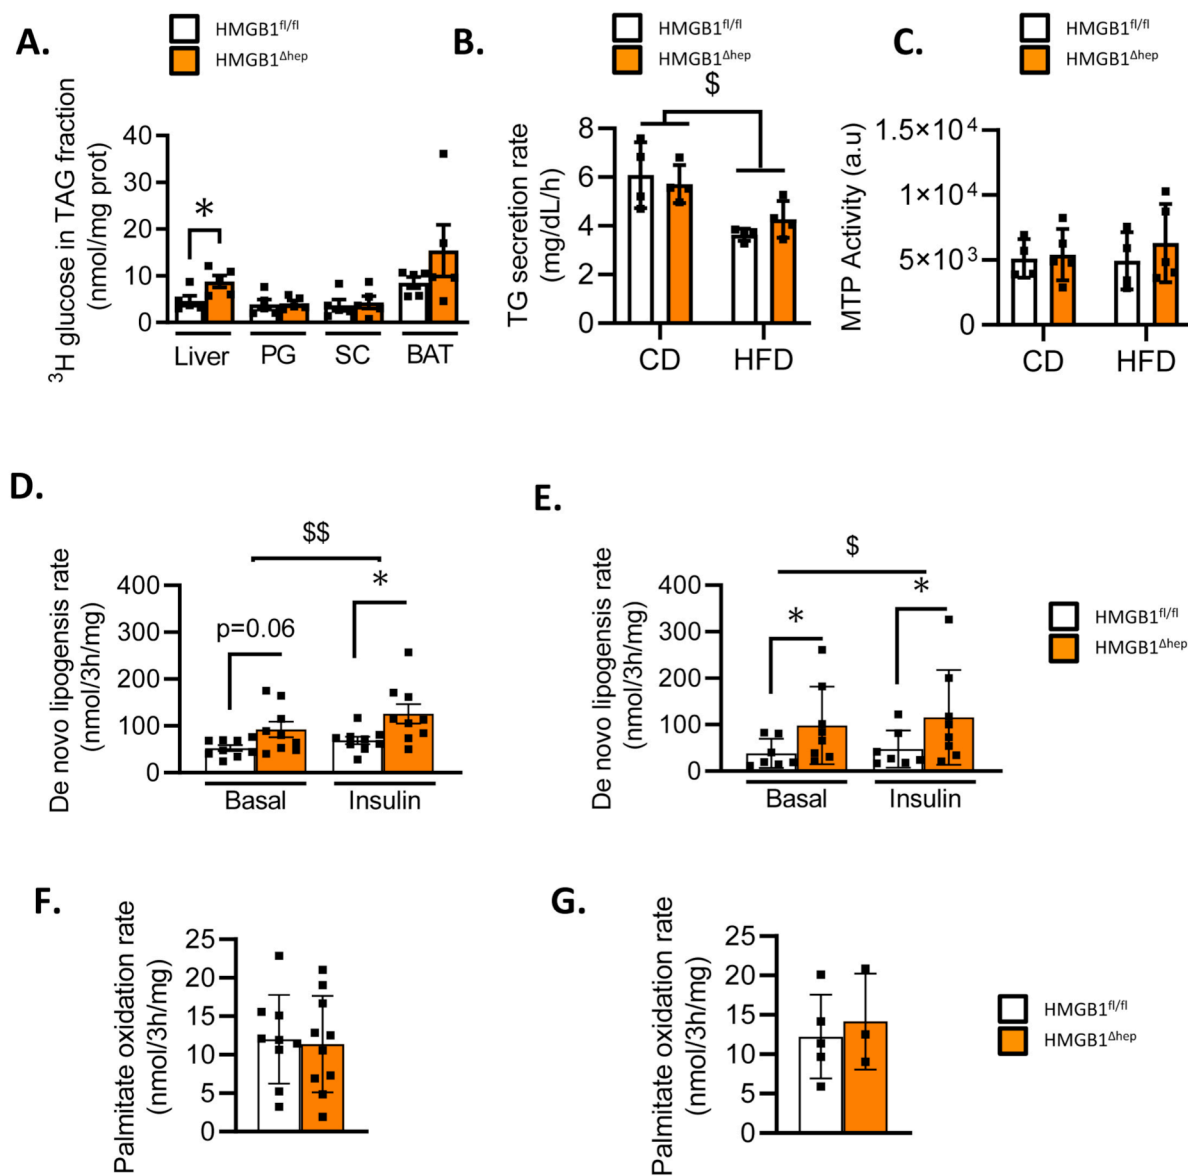 A.
HMGB1fl/fl
HMGB1Δhep
³H glucose in TAG fraction
(nmol/mg prot)
40
30
20
10
0
*
Liver
PG
SC
BAT
B.
HMGB1fl/fl
HMGB1Δhep
$
TG secretion rate
(mg/dL/h)
8
6
4
2
0
CD
HFD
C.
HMGB1fl/fl
HMGB1Δhep
MTP Activity (a.u)
1.5×10⁴
1×10⁴
5×10³
0
CD
HFD
D.
$$
*
p=0.06
De novo lipogensis rate
(nmol/3h/mg)
400
300
200
100
0
Basal
Insulin
E.
$
*
*
De novo lipogensis rate
(nmol/3h/mg)
400
300
200
100
0
Basal
Insulin
HMGB1fl/fl
HMGB1Δhep
F.
Palmitate oxidation rate
(nmol/3h/mg)
25
20
15
10
5
0
G.
Palmitate oxidation rate
(nmol/3h/mg)
25
20
15
10
5
0
HMGB1fl/fl
HMGB1Δhep